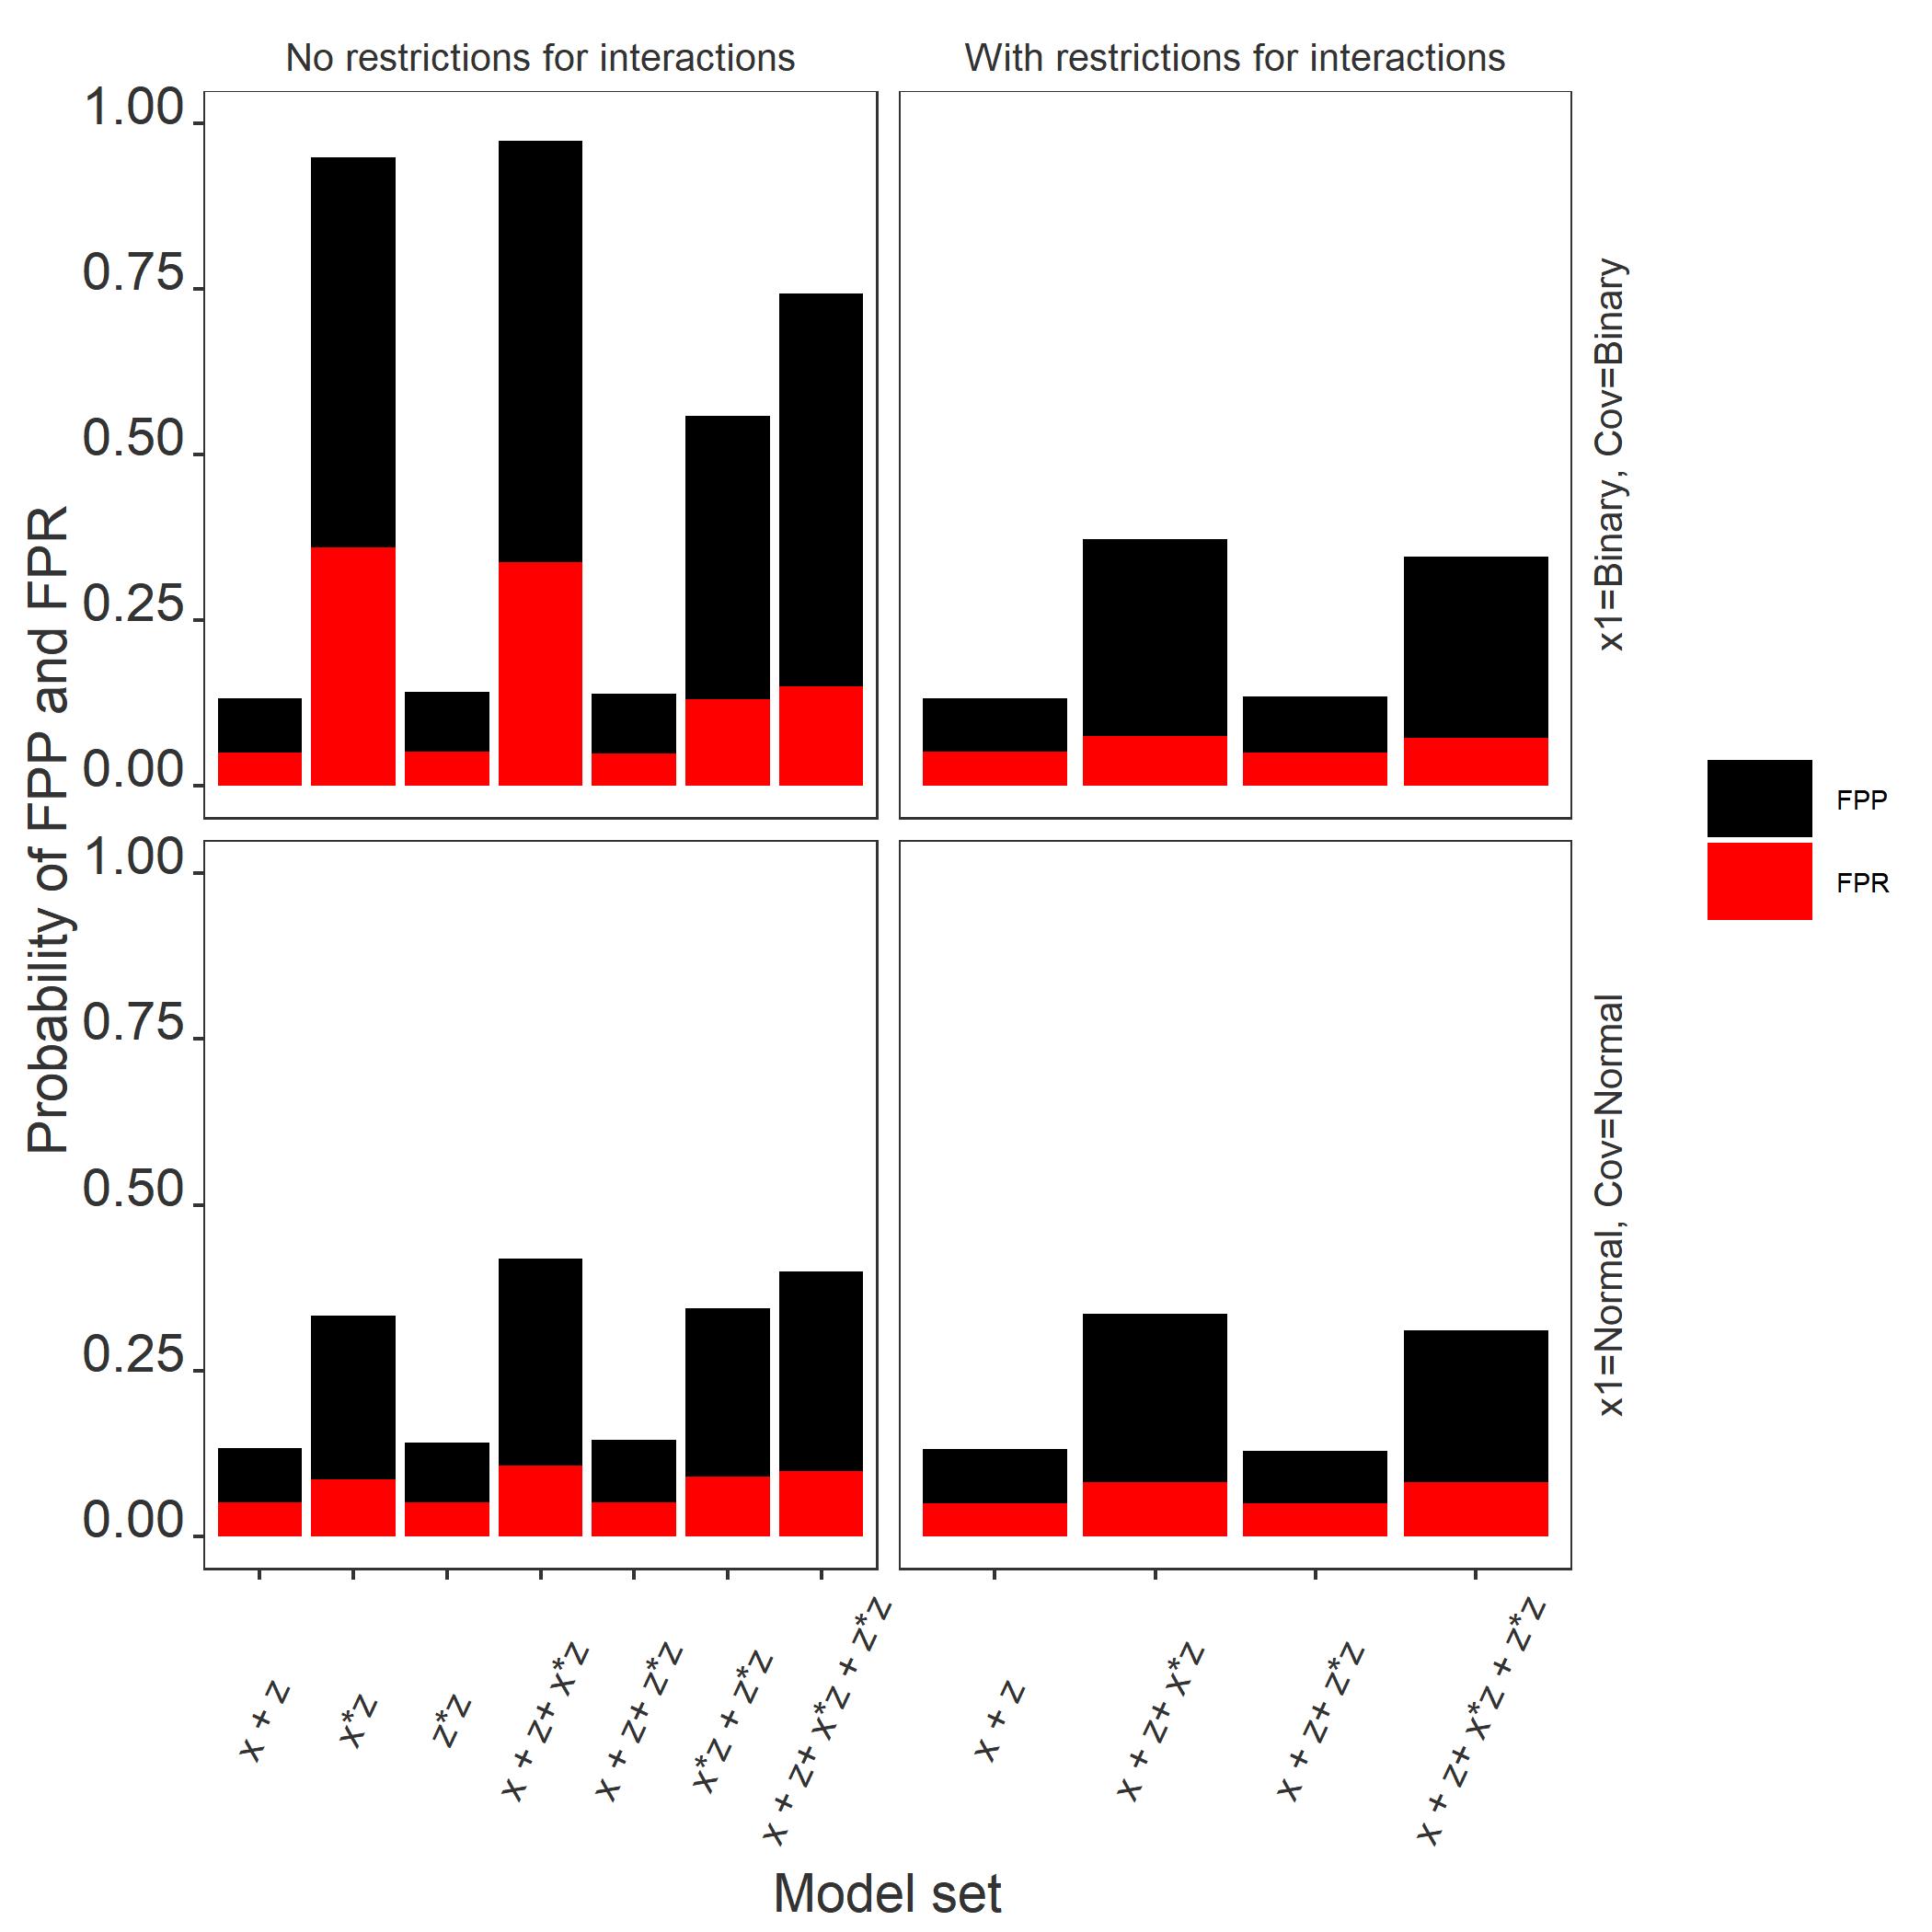 No restrictions for interactions
With restrictions for interactions
Probability of FPP and FPR
1.00
0.75
0.50
0.25
0.00
x1=Binary, Cov=Binary
1.00
0.75
0.50
0.25
0.00
x1=Normal, Cov=Normal
FPP
FPR
x + z
x*z
z*z
x + z+ x*z
x + z+ z*z
x*z + z*z
x + z+ x*z + z*z
x + z
x + z+ x*z
x + z+ z*z
x + z+ x*z + z*z
Model set